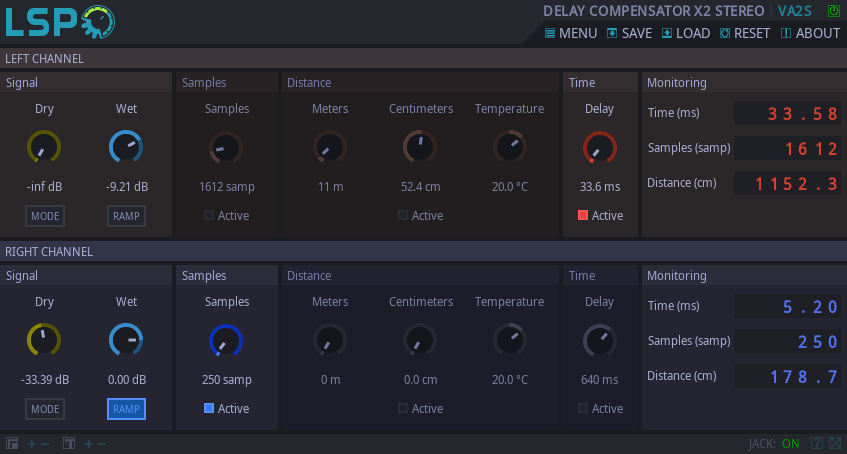 LSP DELAY COMPENSATOR X2 STEREO VA2S
MENU SAVE LOAD RESET ABOUT
LEFT CHANNEL
Signal Samples Distance Time Monitoring
Dry Wet Samples Meters Centimeters Temperature Delay Time (ms) 33.58
Samples (samp) 1612
-inf dB -9.21 dB 1612 samp 11 m 52.4 cm 20.0 °C 33.6 ms Distance (cm) 1152.3
MODE RAMP Active Active Active
RIGHT CHANNEL
Signal Samples Distance Time Monitoring
Dry Wet Samples Meters Centimeters Temperature Delay Time (ms) 5.20
Samples (samp) 250
-33.39 dB 0.00 dB 250 samp 0 m 0.0 cm 20.0 °C 640 ms Distance (cm) 178.7
MODE RAMP Active Active Active
+ - T + - JACK: ON ?